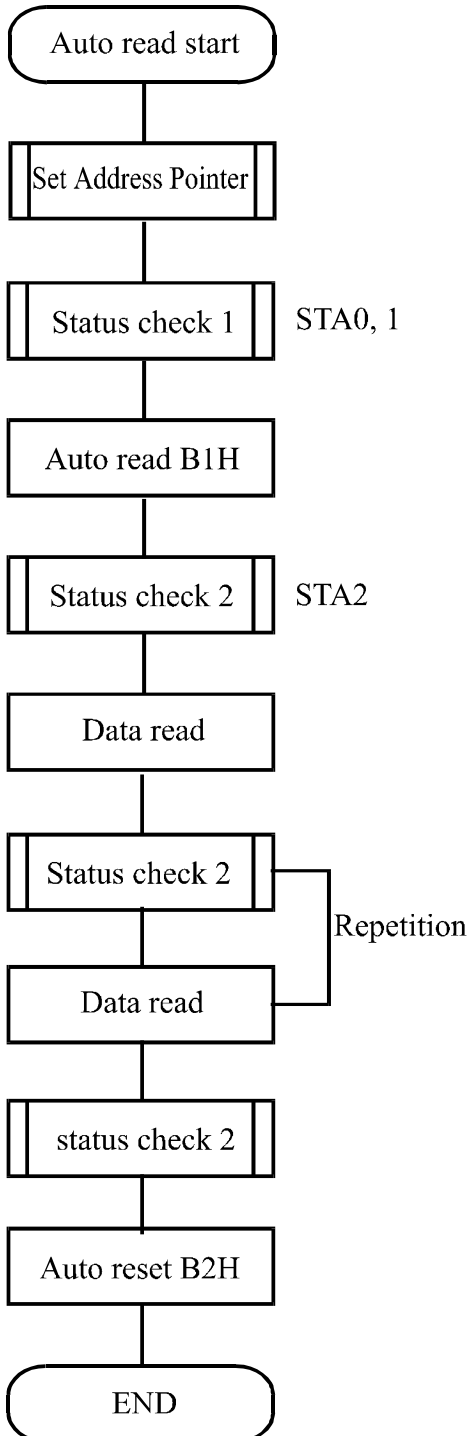 Auto read start
Set Address Pointer
Status check 1
STA0, 1
Auto read B1H
Status check 2
STA2
Data read
Status check 2
Repetition
Data read
status check 2
Auto reset B2H
END